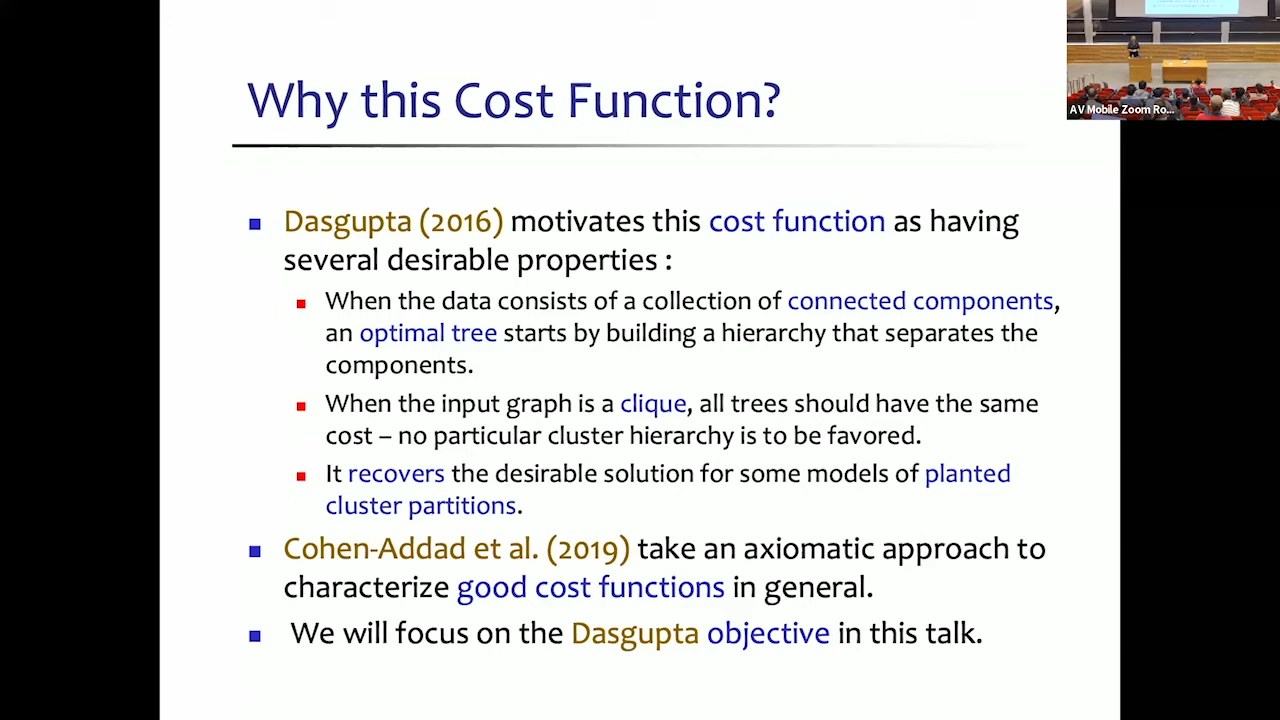 Why this Cost Function?
AV Mobile Zoom Ro...
Dasgupta (2016) motivates this cost function as having
several desirable properties :
When the data consists of a collection of connected components,
an optimal tree starts by building a hierarchy that separates the
components.
When the input graph is a clique, all trees should have the same
cost – no particular cluster hierarchy is to be favored.
It recovers the desirable solution for some models of planted
cluster partitions.
Cohen-Addad et al. (2019) take an axiomatic approach to
characterize good cost functions in general.
We will focus on the Dasgupta objective in this talk.